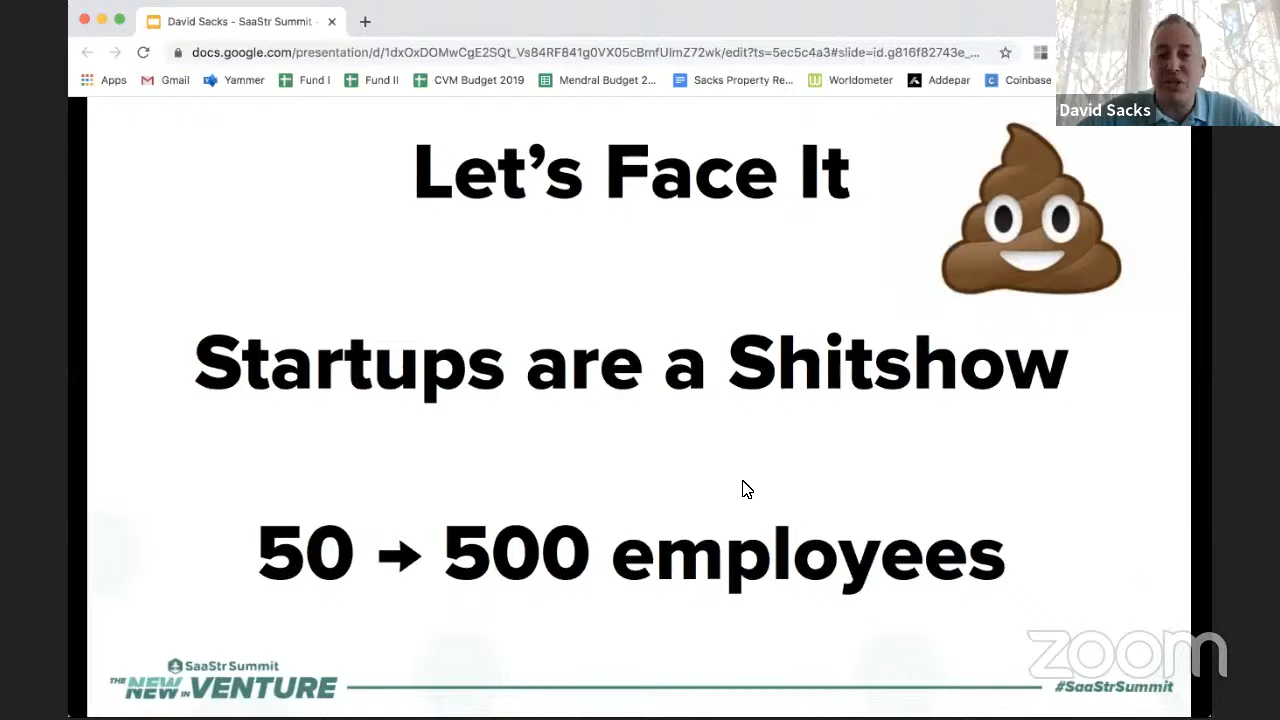 David Sacks - SaaStr Summit -
docs.google.com/presentation/d/1dxOxDOMwCgE2SQt_Vs84RF841g0VX05cBmfUlmZ72wk/edit?ts=5ec5c4a3#slide=id.g816f82743e_...
Apps
Gmail
Yammer
Fund I
Fund II
CVM Budget 2019
Mendral Budget 2...
Sacks Property Re...
Worldometer
Addepar
Coinbase
David Sacks
Let's Face It
Startups are a Shitshow
50 → 500 employees
SaaStr Summit
THE NEW IN VENTURE
#SaaStrSummit
zoom